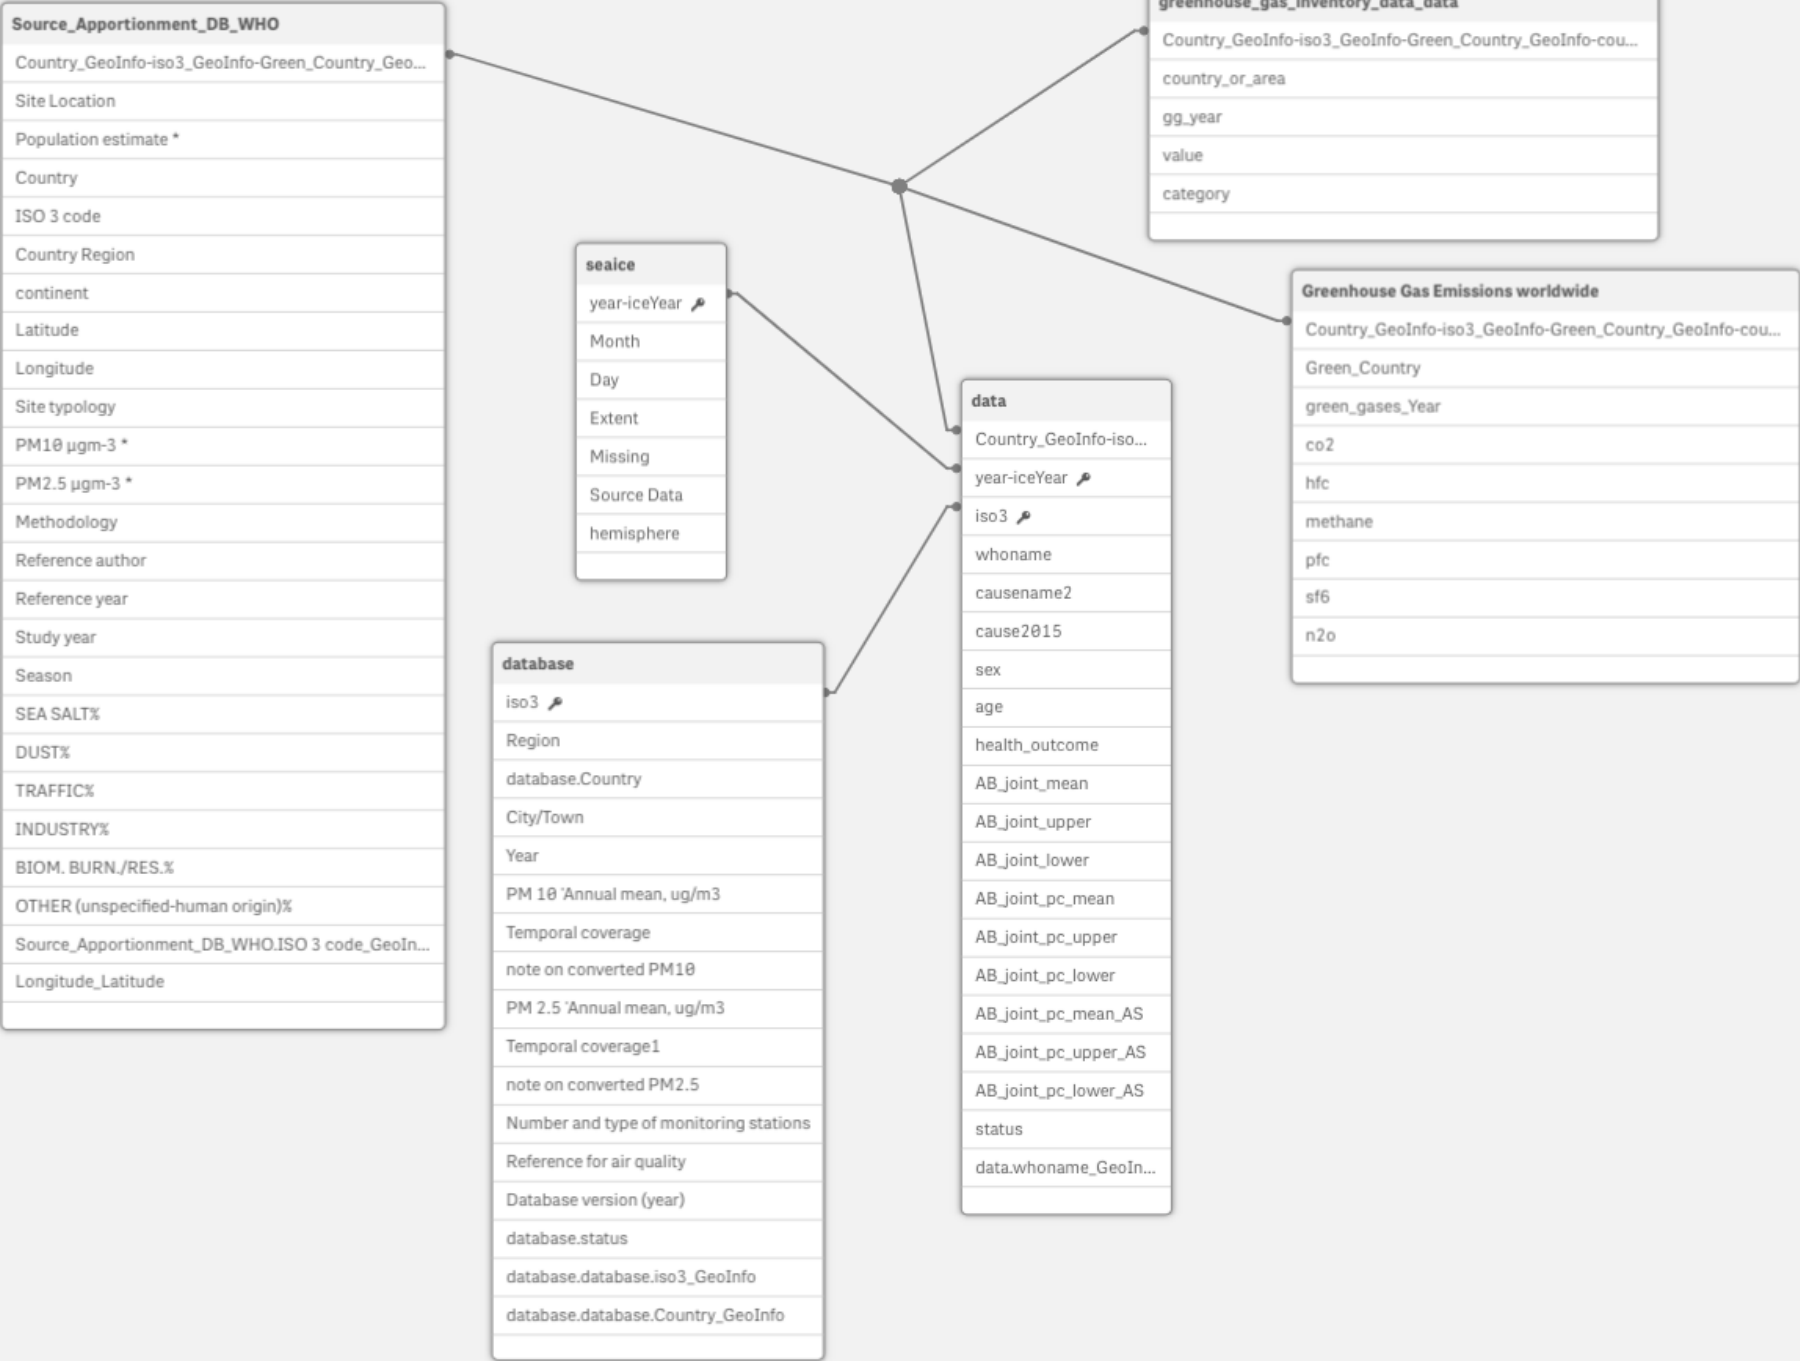 Source_Apportionment_DB_WHO
Country_GeoInfo-iso3_GeoInfo-Green_Country_Geo...
Site Location
Population estimate *
Country
ISO 3 code
Country Region
continent
Latitude
Longitude
Site typology
PM10 µgm-3 *
PM2.5 µgm-3 *
Methodology
Reference author
Reference year
Study year
Season
SEA SALT%
DUST%
TRAFFIC%
INDUSTRY%
BIOM. BURN./RES.%
OTHER (unspecified-human origin)%
Source_Apportionment_DB_WHO.ISO 3 code_GeoIn...
Longitude_Latitude
seaice
year-iceYear
Month
Day
Extent
Missing
Source Data
hemisphere
database
iso3
Region
database.Country
City/Town
Year
PM 10 'Annual mean, ug/m3
Temporal coverage
note on converted PM10
PM 2.5 'Annual mean, ug/m3
Temporal coverage1
note on converted PM2.5
Number and type of monitoring stations
Reference for air quality
Database version (year)
database.status
database.database.iso3_GeoInfo
database.database.Country_GeoInfo
data
Country_GeoInfo-iso...
year-iceYear
iso3
whoname
causename2
cause2015
sex
age
health_outcome
AB_joint_mean
AB_joint_upper
AB_joint_lower
AB_joint_pc_mean
AB_joint_pc_upper
AB_joint_pc_lower
AB_joint_pc_mean_AS
AB_joint_pc_upper_AS
AB_joint_pc_lower_AS
status
data.whoname_GeoIn...
greenhouse_gas_inventory_data_data
Country_GeoInfo-iso3_GeoInfo-Green_Country_GeoInfo-cou...
country_or_area
gg_year
value
category
Greenhouse Gas Emissions worldwide
Country_GeoInfo-iso3_GeoInfo-Green_Country_GeoInfo-cou...
Green_Country
green_gases_Year
co2
hfc
methane
pfc
sf6
n2o